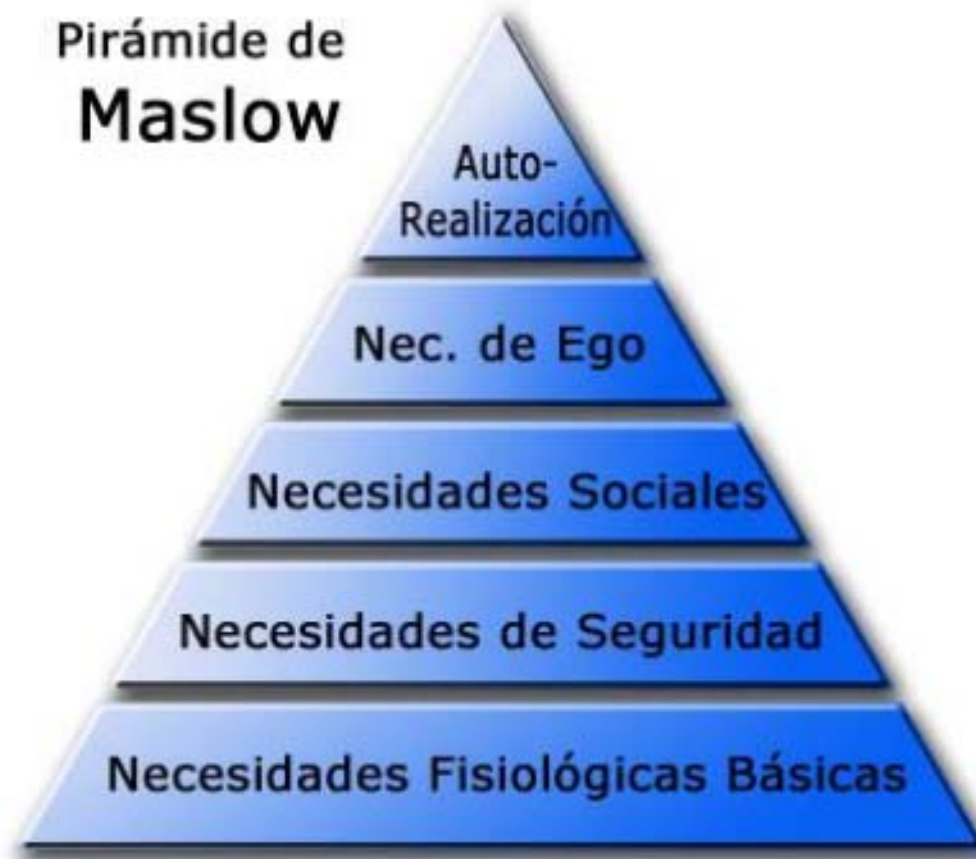 Pirámide de
Maslow
Auto-
Realización
Nec. de Ego
Necesidades Sociales
Necesidades de Seguridad
Necesidades Fisiológicas Básicas